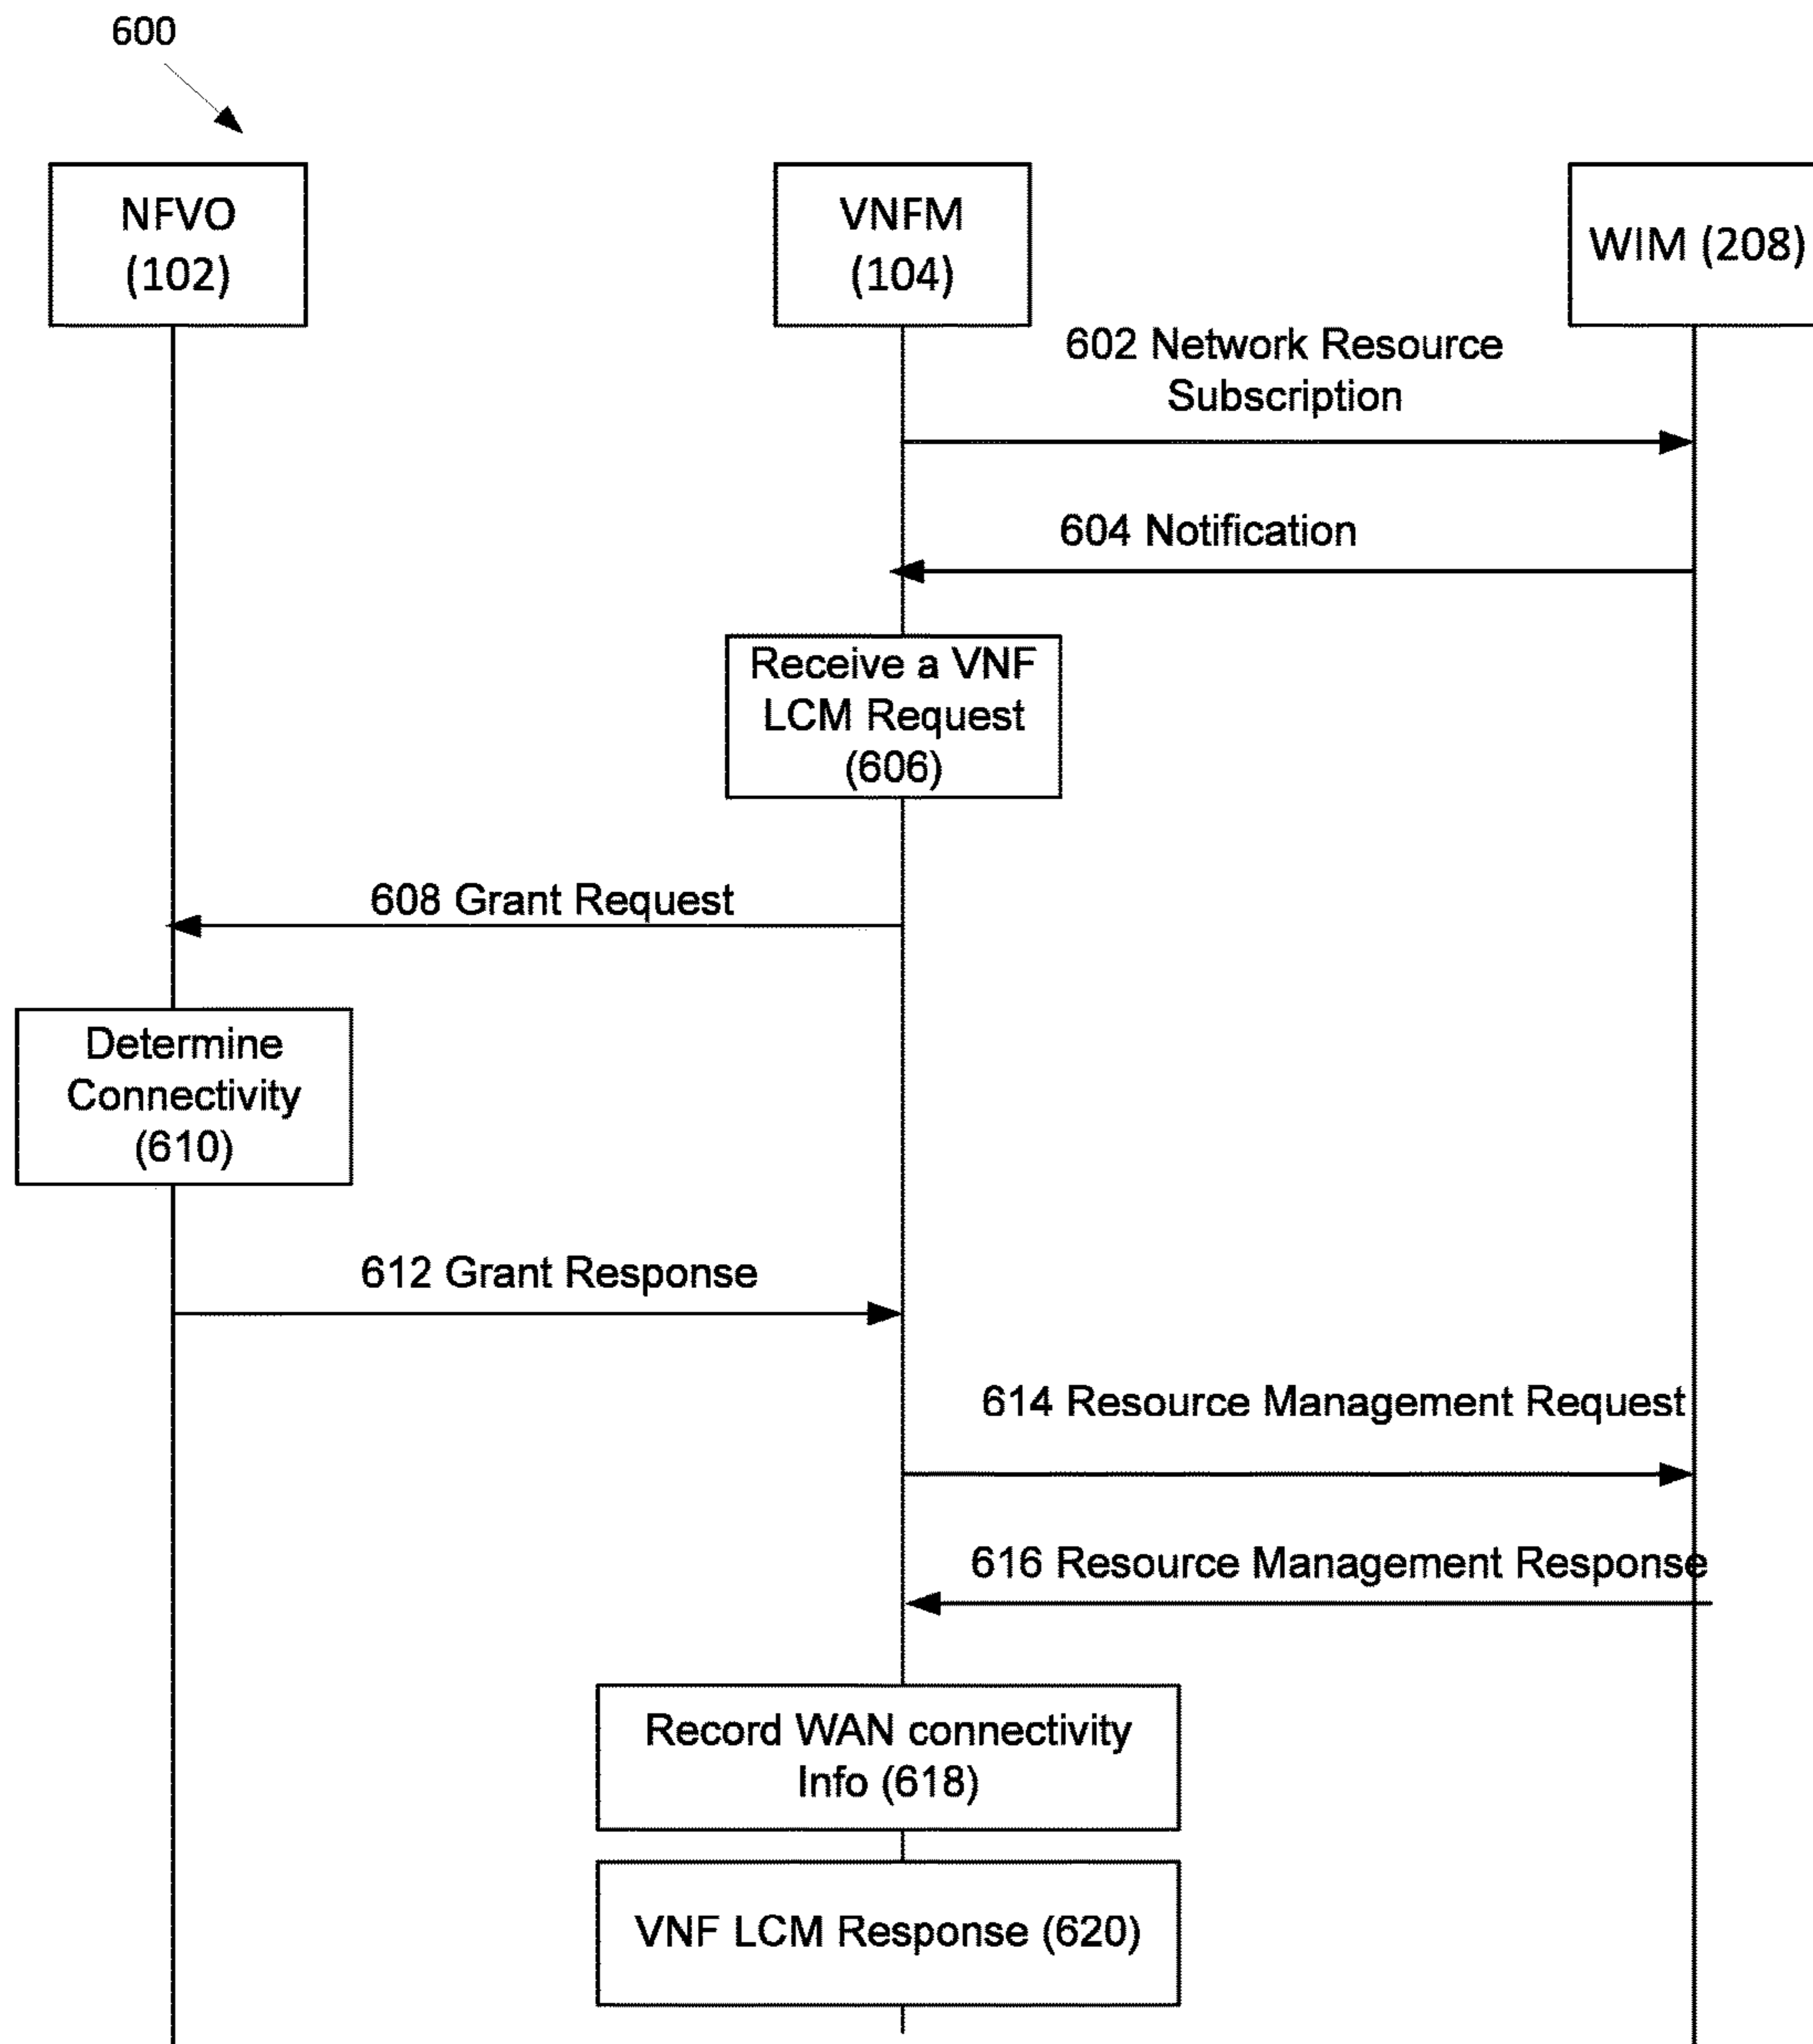 600
NFVO
(102)
VNFM
(104)
WIM (208)
602 Network Resource
Subscription
604 Notification
Receive a VNF
LCM Request
(606)
608 Grant Request
Determine
Connectivity
(610)
612 Grant Response
614 Resource Management Request
616 Resource Management Response
Record WAN connectivity
Info (618)
VNF LCM Response (620)